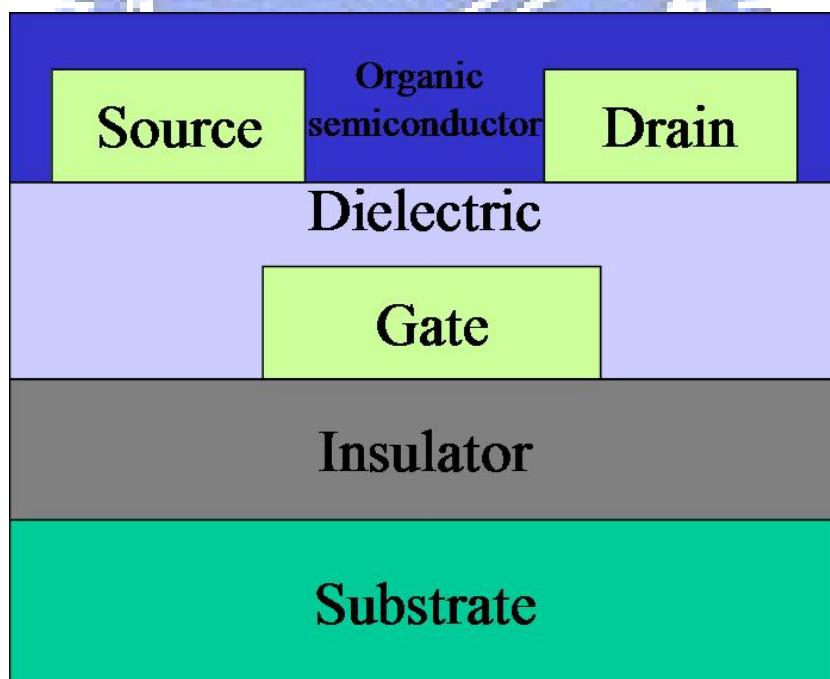 Organic
semiconductor
Source
Drain
Dielectric
Gate
Insulator
Substrate